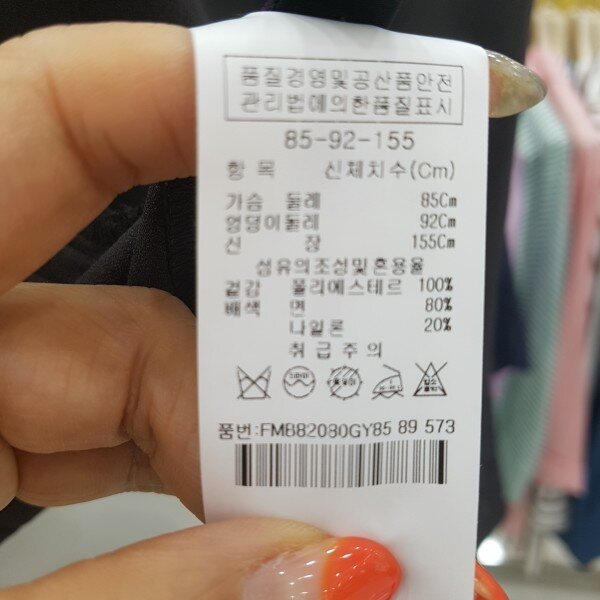 품질경영및공산품안전
관리법에의한품질표시
85-92-155
항 목 신체치수(Cm)
가슴 둘레 85Cm
엉덩이둘레 92Cm
신 장 155Cm
섬유의조성및혼용율
겉감 폴리에스테르 100%
배색 면 80%
나일론 20%
취급주의
품번:FMB82080GY85 89 573